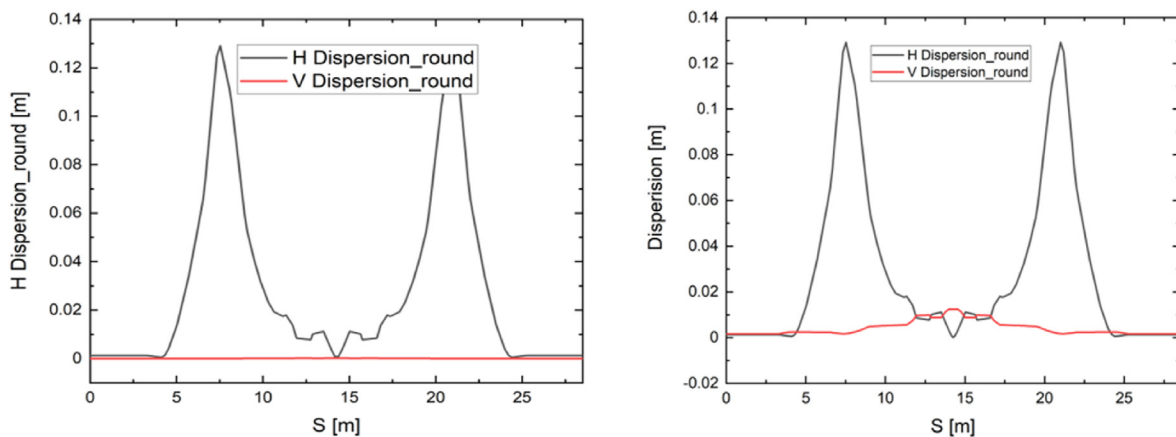 0.14
0.12
0.1
0.08
0.06
0.04
0.02
0
H Dispersion_round [m]
H Dispersion_round
V Dispersion_round
0 5 10 15 20 25
S [m]
0.14
0.12
0.1
0.08
0.06
0.04
0.02
0
-0.02
Disperision [m]
H Dispersion_round
V Dispersion_round
0 5 10 15 20 25
S [m]